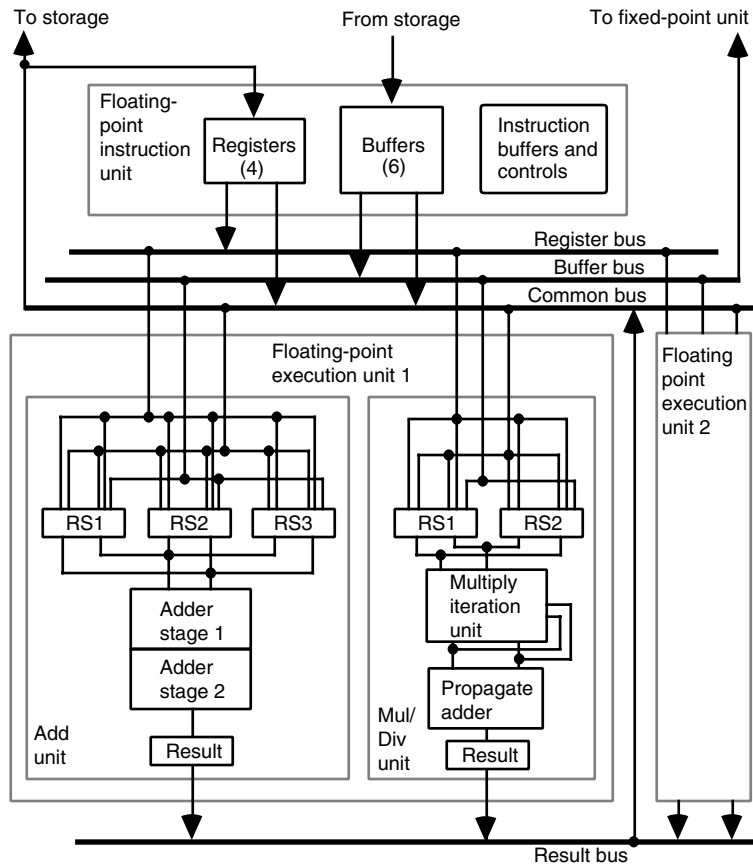 To storage
From storage
To fixed-point unit
Floating-
point
instruction
unit
Registers
(4)
Buffers
(6)
Instruction
buffers and
controls
Register bus
Buffer bus
Common bus
Floating-point
execution unit 1
Floating
point
execution
unit 2
RS1
RS2
RS3
RS1
RS2
Adder
stage 1
Adder
stage 2
Multiply
iteration
unit
Propagate
adder
Add
unit
Result
Mul/
Div
unit
Result
Result bus